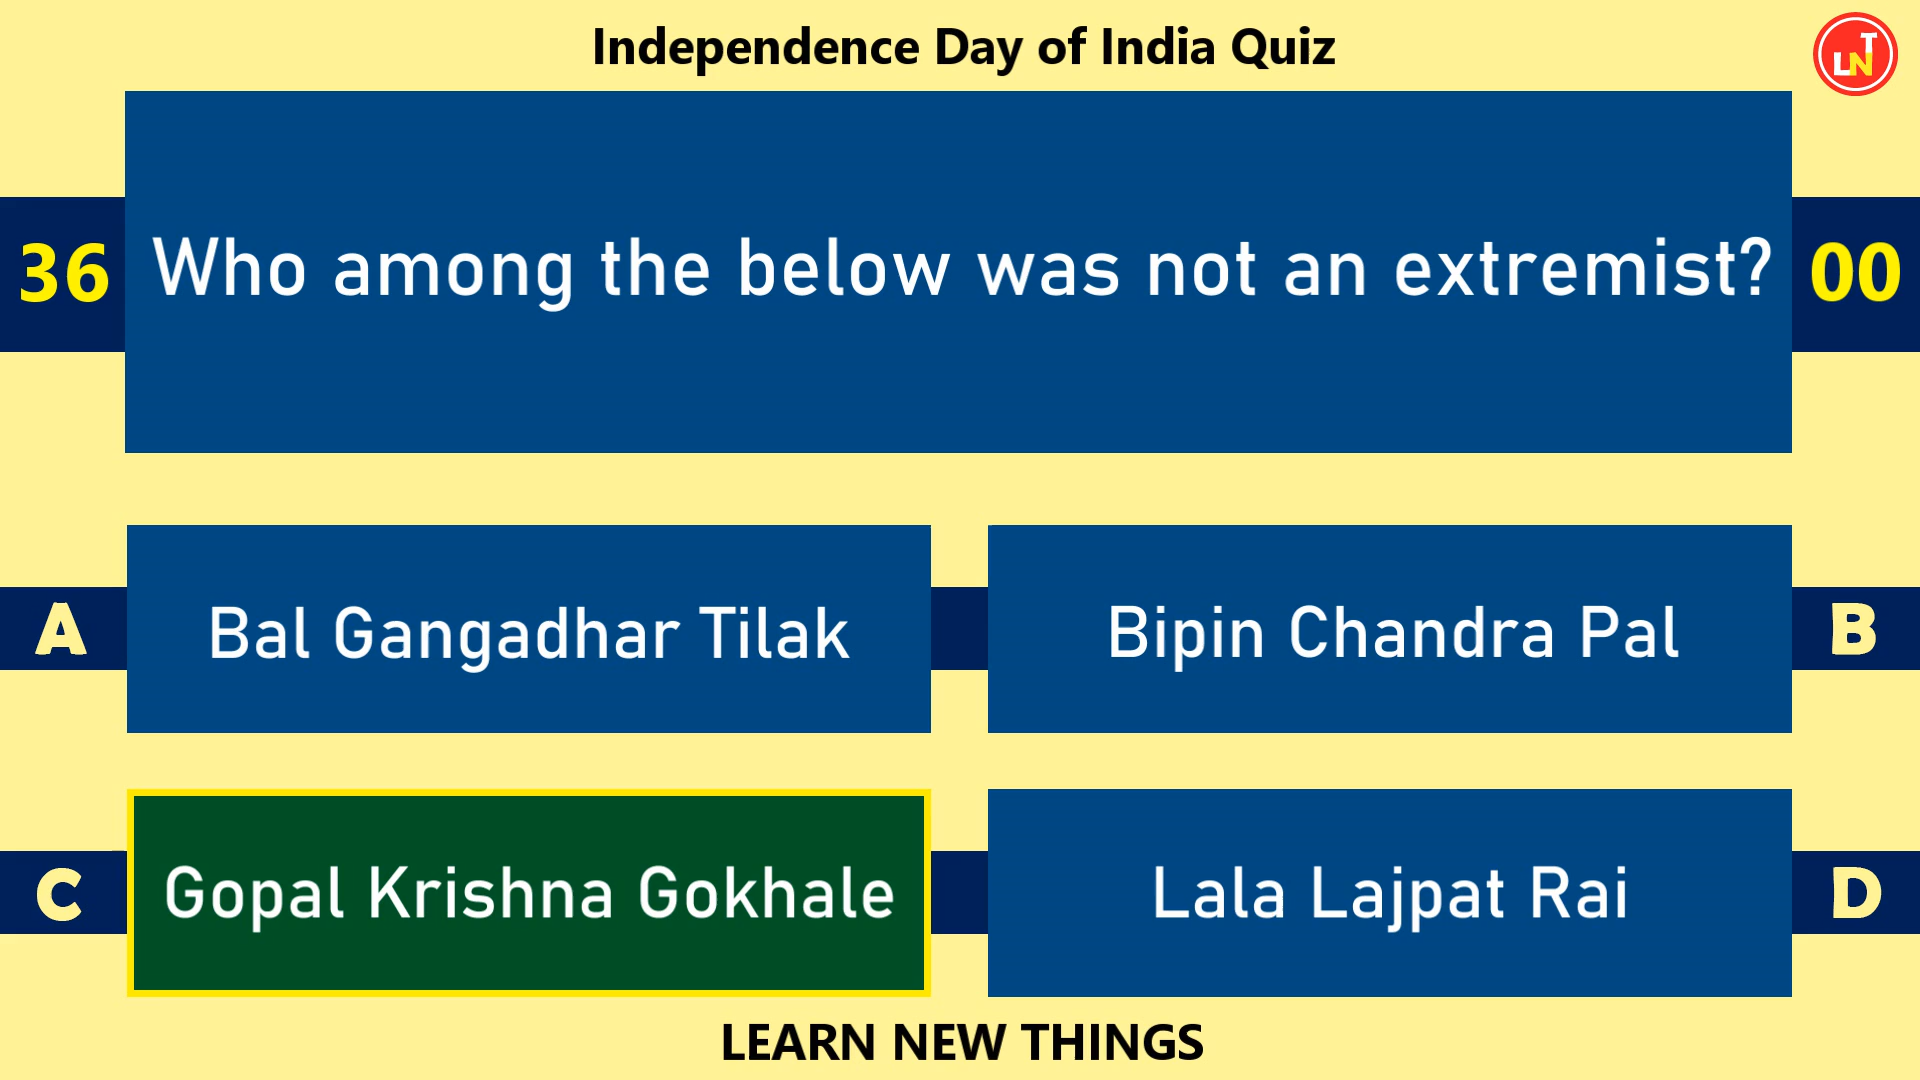 Independence Day of India Quiz
LNT
36
Who among the below was not an extremist?
00
A
Bal Gangadhar Tilak
Bipin Chandra Pal
B
C
Gopal Krishna Gokhale
Lala Lajpat Rai
D
LEARN NEW THINGS